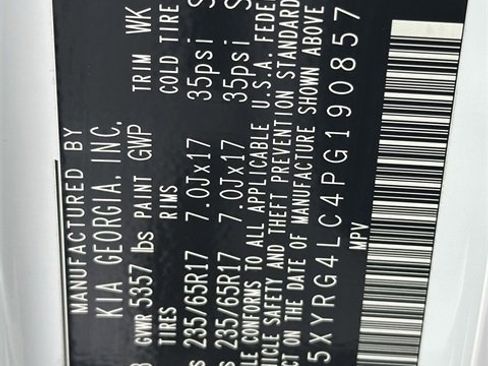 MANUFACTURED BY
KIA GEORGIA, INC.
GVWR 5357 lbs PAINT GWP TRIM WK
TIRES RIMS COLD TIRE
235/65R17 7.0Jx17 35psi
235/65R17 7.0Jx17 35psi
CONFORMS TO ALL APPLICABLE U.S.A. FEDE
SAFETY AND THEFT PREVENTION STANDARD
ON THE DATE OF MANUFACTURE SHOWN ABOVE
5XYRG4LC4PG190857
MPV